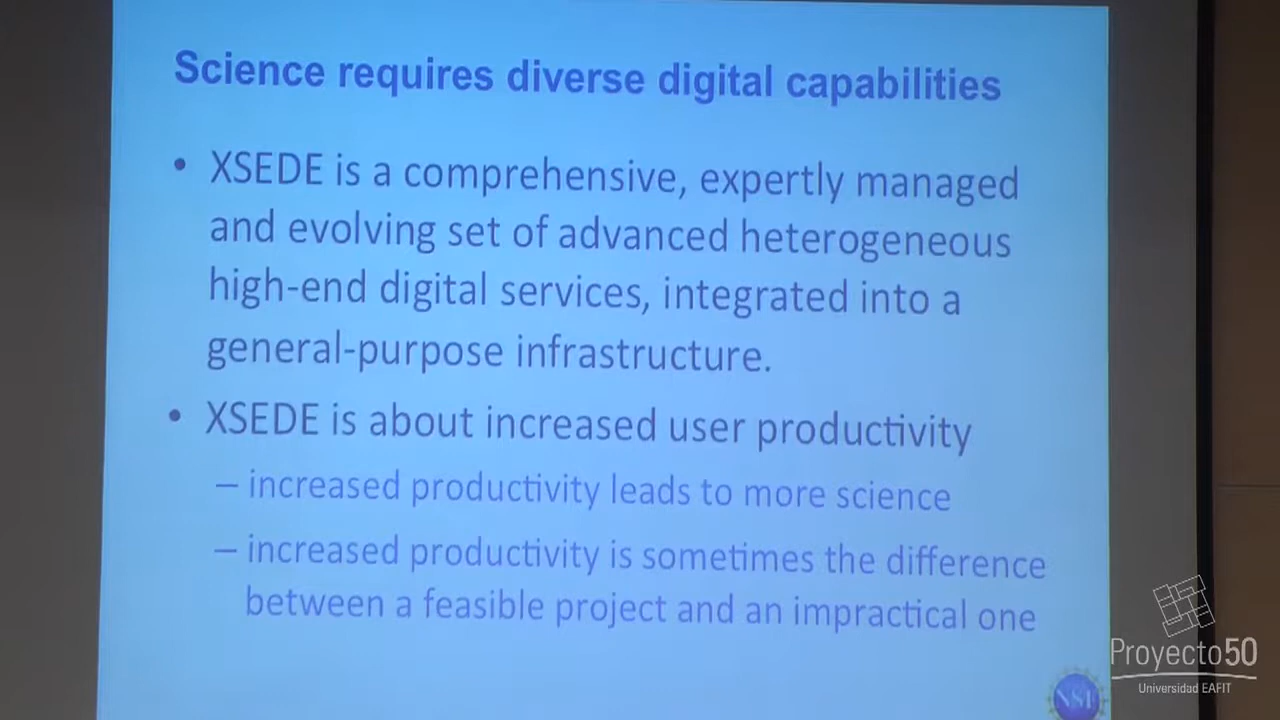 Science requires diverse digital capabilities
• XSEDE is a comprehensive, expertly managed
and evolving set of advanced heterogeneous
high-end digital services, integrated into a
general-purpose infrastructure.
• XSEDE is about increased user productivity
– increased productivity leads to more science
– increased productivity is sometimes the difference
between a feasible project and an impractical one
NSF
Proyecto50
Universidad EAFIT